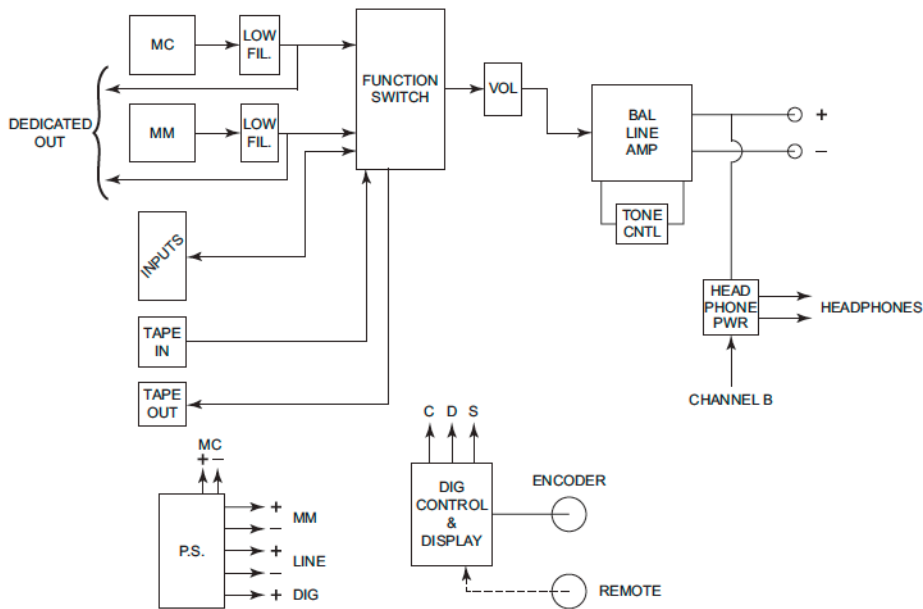 MC
LOW
FIL.
FUNCTION
SWITCH
VOL
BAL
LINE
AMP
+
−
DEDICATED
OUT
MM
LOW
FIL.
TONE
CNTL
INPUTS
HEAD
PHONE
PWR
HEADPHONES
TAPE
IN
TAPE
OUT
CHANNEL B
MC
+ −
P.S.
+
−
MM
+
−
LINE
+ DIG
C D S
DIG
CONTROL
&
DISPLAY
ENCODER
REMOTE